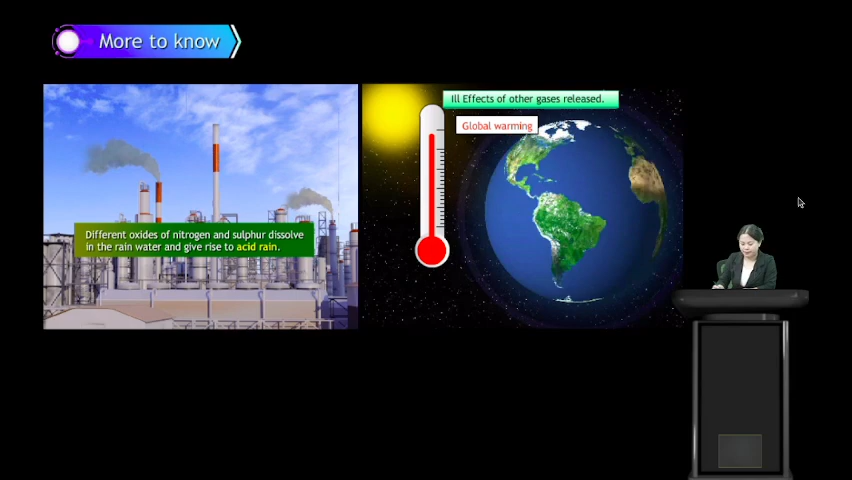 More to know
Ill Effects of other gases released.
Global warming
Different oxides of nitrogen and sulphur dissolve
in the rain water and give rise to acid rain.